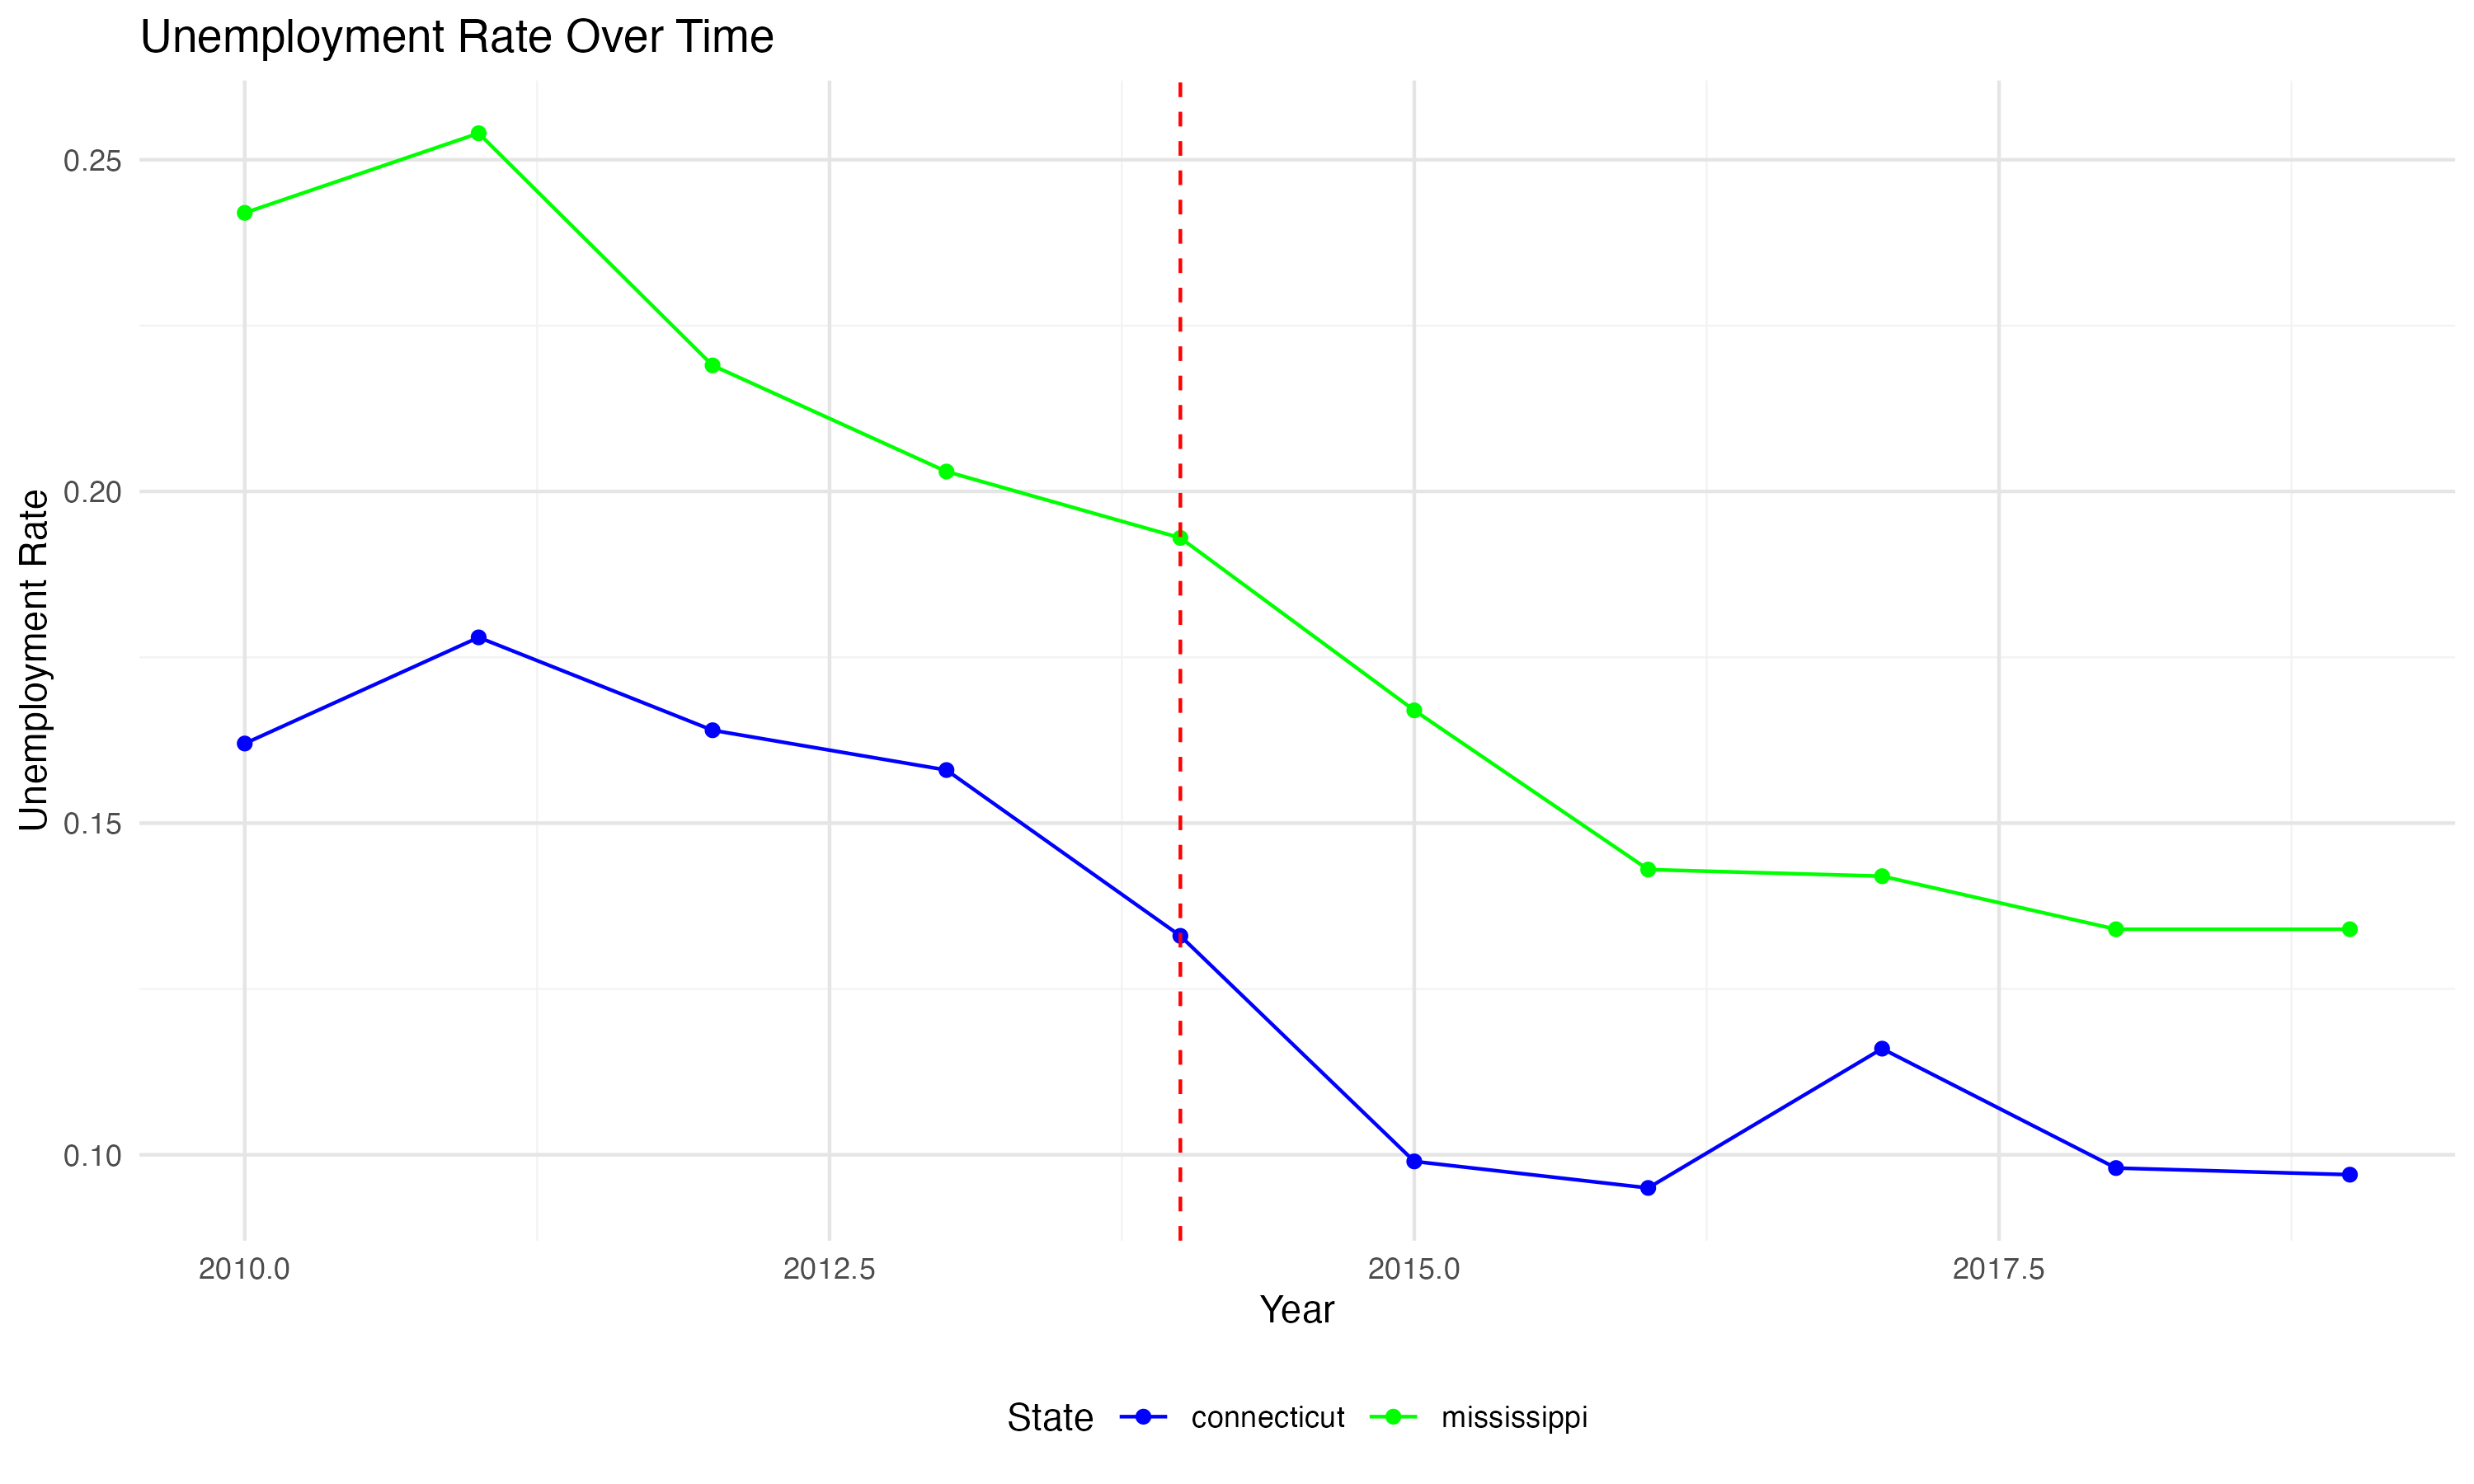 Unemployment Rate Over Time
Unemployment Rate
0.25
0.20
0.15
0.10
2010.0 2012.5 2015.0 2017.5
Year
State connecticut mississippi